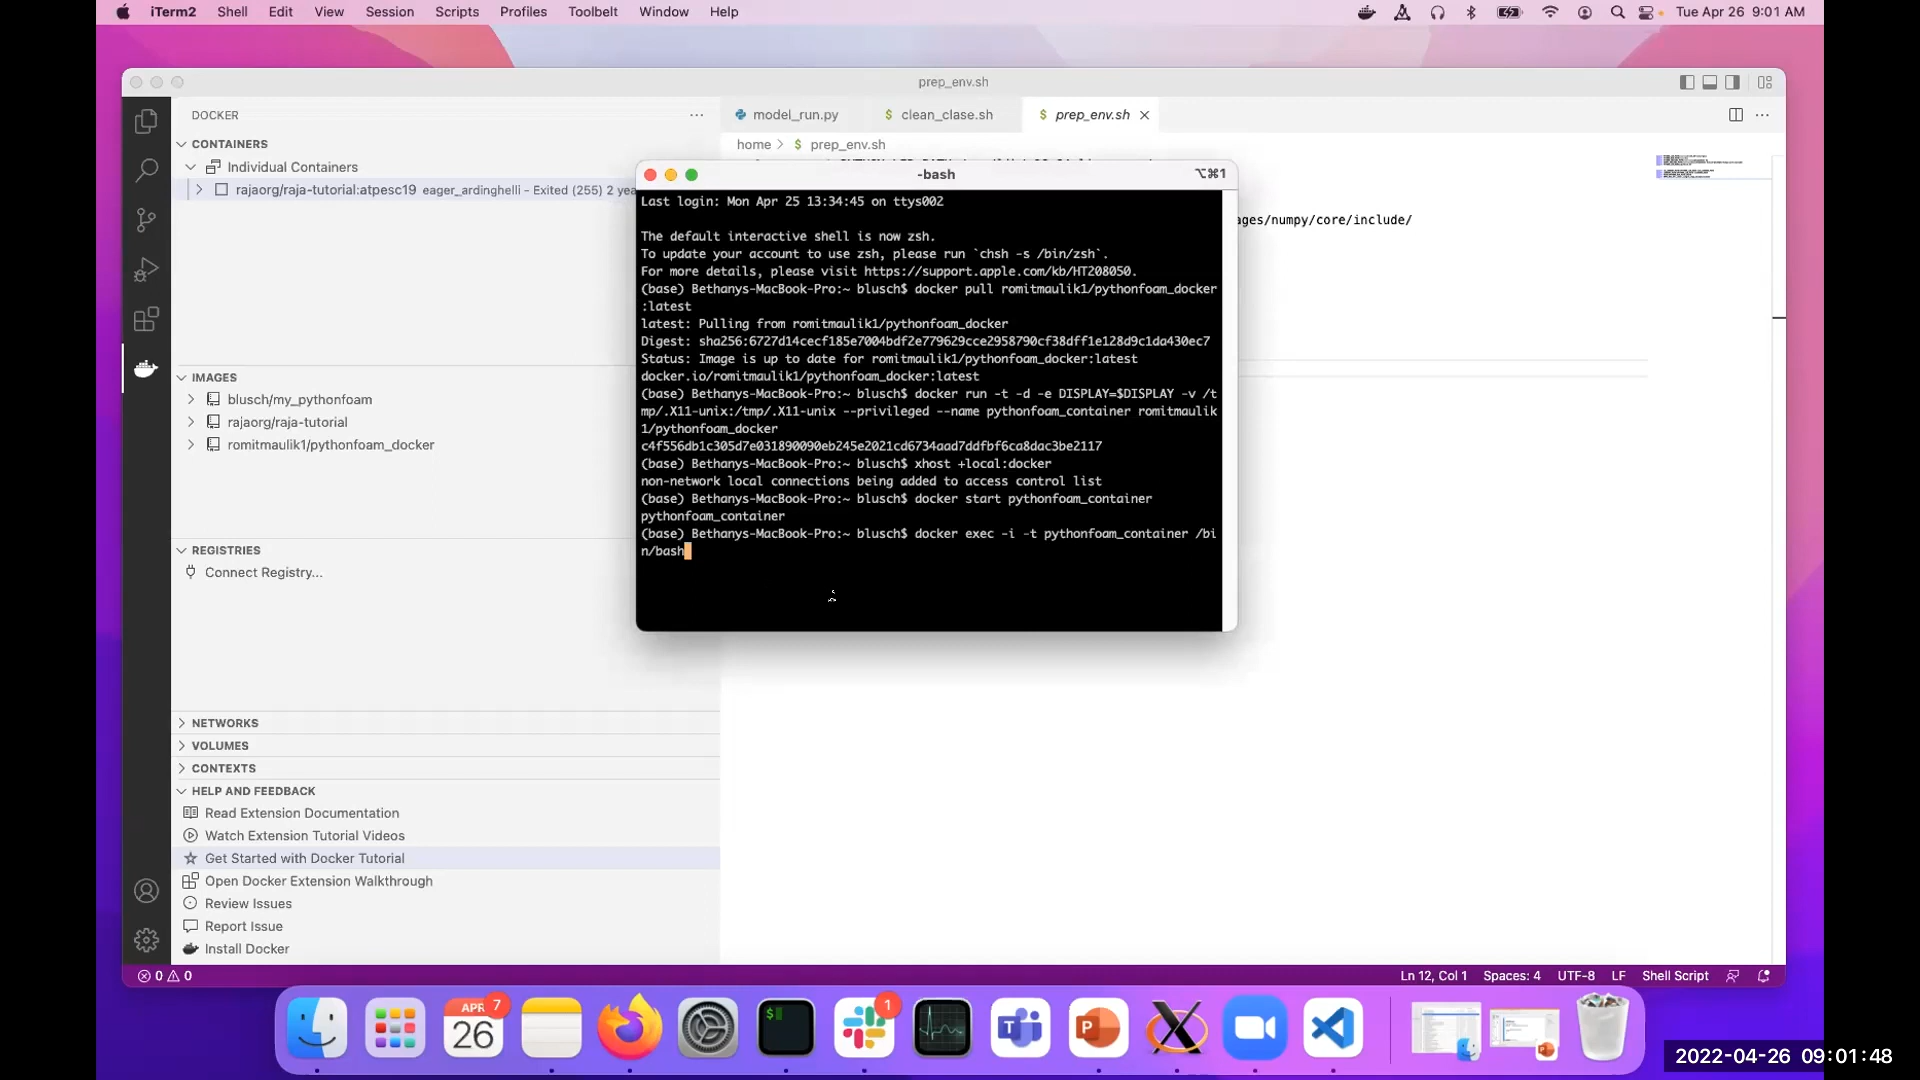 iTerm2 Shell Edit View Session Scripts Profiles Toolbelt Window Help Tue Apr 26 9:01 AM
prep_env.sh
DOCKER
CONTAINERS
Individual Containers
rajaorg/raja-tutorial:atpesc19 eager_ardinghelli - Exited (255) 2 yea
IMAGES
blusch/my_pythonfoam
rajaorg/raja-tutorial
romitmaulik1/pythonfoam_docker
REGISTRIES
Connect Registry...
NETWORKS
VOLUMES
CONTEXTS
HELP AND FEEDBACK
Read Extension Documentation
Watch Extension Tutorial Videos
Get Started with Docker Tutorial
Open Docker Extension Walkthrough
Review Issues
Report Issue
Install Docker
model_run.py $ clean_clase.sh $ prep_env.sh
home > $ prep_env.sh
ages/numpy/core/include/
-bash ⌥⌘1
Last login: Mon Apr 25 13:34:45 on ttys002
The default interactive shell is now zsh.
To update your account to use zsh, please run `chsh -s /bin/zsh`.
For more details, please visit https://support.apple.com/kb/HT208050.
(base) Bethanys-MacBook-Pro:~ blusch$ docker pull romitmaulik1/pythonfoam_docker
:latest
latest: Pulling from romitmaulik1/pythonfoam_docker
Digest: sha256:6727d14cecf185e7004bdf2e779629cce2958790cf38dff1e128d9c1da430ec7
Status: Image is up to date for romitmaulik1/pythonfoam_docker:latest
docker.io/romitmaulik1/pythonfoam_docker:latest
(base) Bethanys-MacBook-Pro:~ blusch$ docker run -t -d -e DISPLAY=$DISPLAY -v /t
mp/.X11-unix:/tmp/.X11-unix --privileged --name pythonfoam_container romitmaulik
1/pythonfoam_docker
c4f556db1c305d7e031890090eb245e2021cd6734aad7ddfbf6ca8dac3be2117
(base) Bethanys-MacBook-Pro:~ blusch$ xhost +local:docker
non-network local connections being added to access control list
(base) Bethanys-MacBook-Pro:~ blusch$ docker start pythonfoam_container
pythonfoam_container
(base) Bethanys-MacBook-Pro:~ blusch$ docker exec -i -t pythonfoam_container /bi
n/bash
0 0
Ln 12, Col 1 Spaces: 4 UTF-8 LF Shell Script
APR 26 7
$
1
2022-04-26 09:01:48